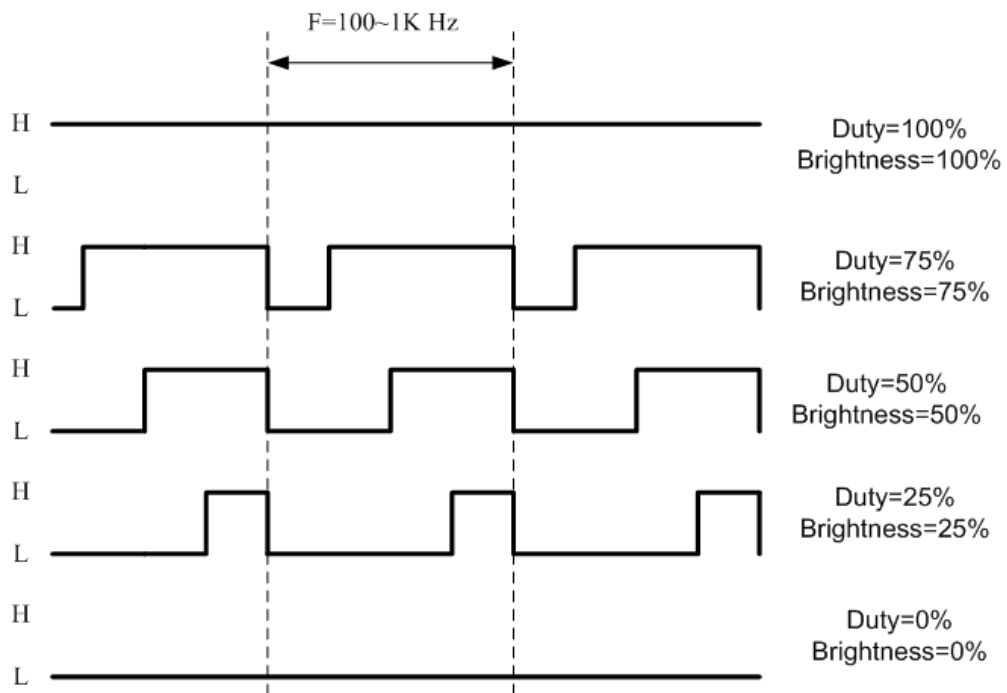 F=100~1K Hz
H
L
Duty=100%
Brightness=100%
H
L
Duty=75%
Brightness=75%
H
L
Duty=50%
Brightness=50%
H
L
Duty=25%
Brightness=25%
H
L
Duty=0%
Brightness=0%